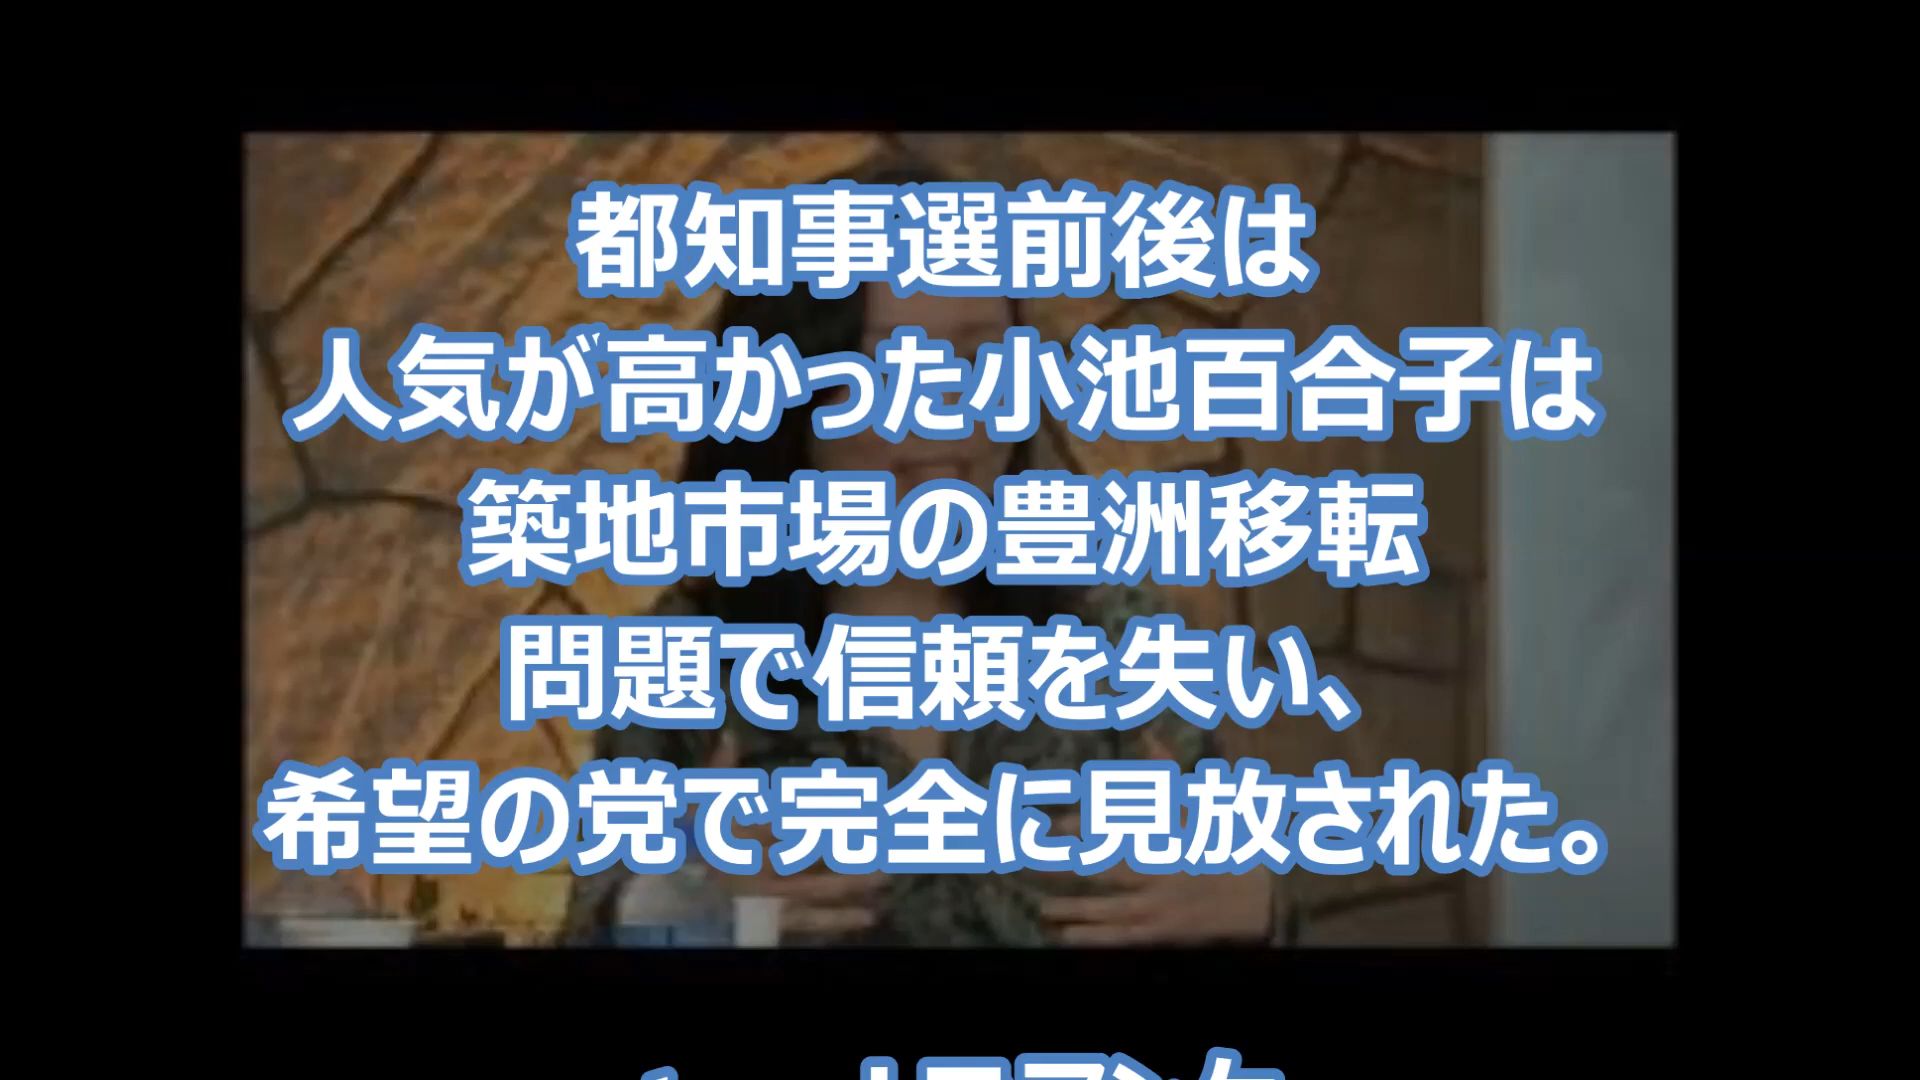 都知事選前後は
人気が高かった小池百合子は
築地市場の豊洲移転
問題で信頼を失い、
希望の党で完全に見放された。